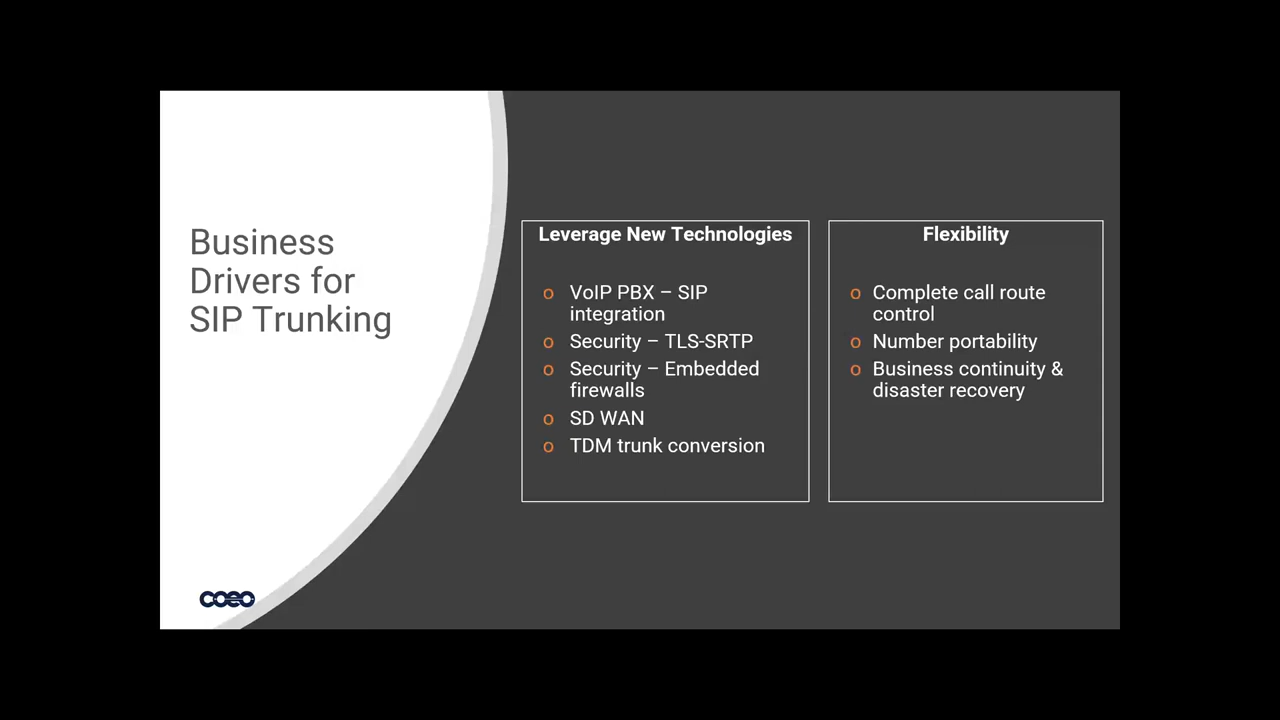 Business
Drivers for
SIP Trunking
Leverage New Technologies
o VoIP PBX – SIP
integration
o Security – TLS-SRTP
o Security – Embedded
firewalls
o SD WAN
o TDM trunk conversion
Flexibility
o Complete call route
control
o Number portability
o Business continuity &
disaster recovery
coeo